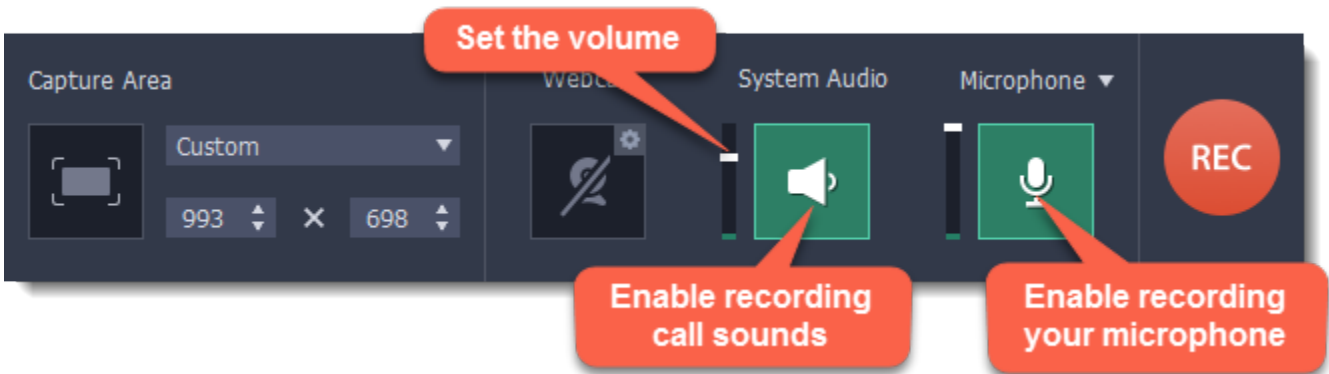 Set the volume
Capture Area
System Audio
Microphone
Custom
993
698
REC
Enable recording
call sounds
Enable recording
your microphone